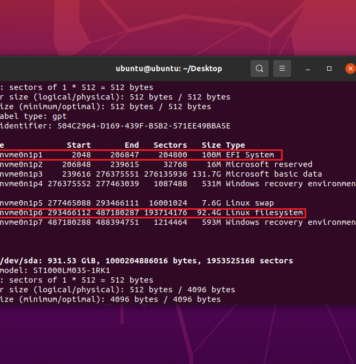 ubuntu@ubuntu: ~/Desktop
: sectors of 1 * 512 = 512 bytes
r size (logical/physical): 512 bytes / 512 bytes
ize (minimum/optimal): 512 bytes / 512 bytes
abel type: gpt
identifier: 504C2964-D169-439F-B5B2-571EE49BBA5E
e Start End Sectors Size Type
nvme0n1p1 2048 206847 204800 100M EFI System
nvme0n1p2 206848 239615 32768 16M Microsoft reserved
nvme0n1p3 239616 276375551 276135936 131.7G Microsoft basic data
nvme0n1p4 276375552 277463039 1087488 531M Windows recovery environmen
nvme0n1p5 277465088 293466111 16001024 7.6G Linux swap
nvme0n1p6 293466112 487180287 193714176 92.4G Linux filesystem
nvme0n1p7 487180288 488394751 1214464 593M Windows recovery environmen
/dev/sda: 931.53 GiB, 1000204886016 bytes, 1953525168 sectors
model: ST1000LM035-1RK1
: sectors of 1 * 512 = 512 bytes
r size (logical/physical): 512 bytes / 4096 bytes
ize (minimum/optimal): 4096 bytes / 4096 bytes